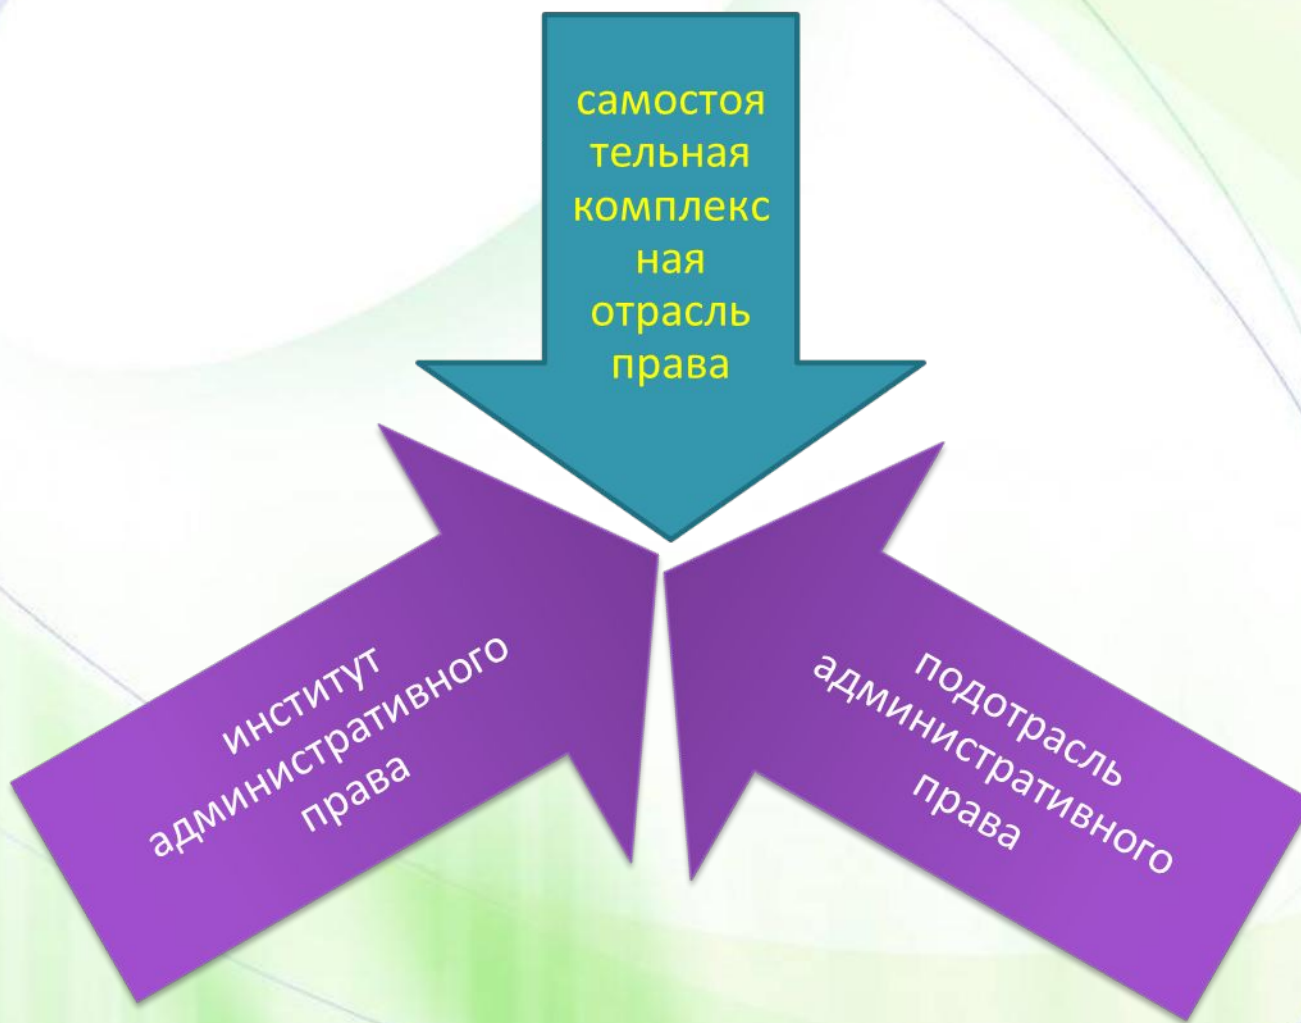 самостоя
тельная
комплекс
ная
отрасль
права
институт
административного
права
подотрасль
административного
права